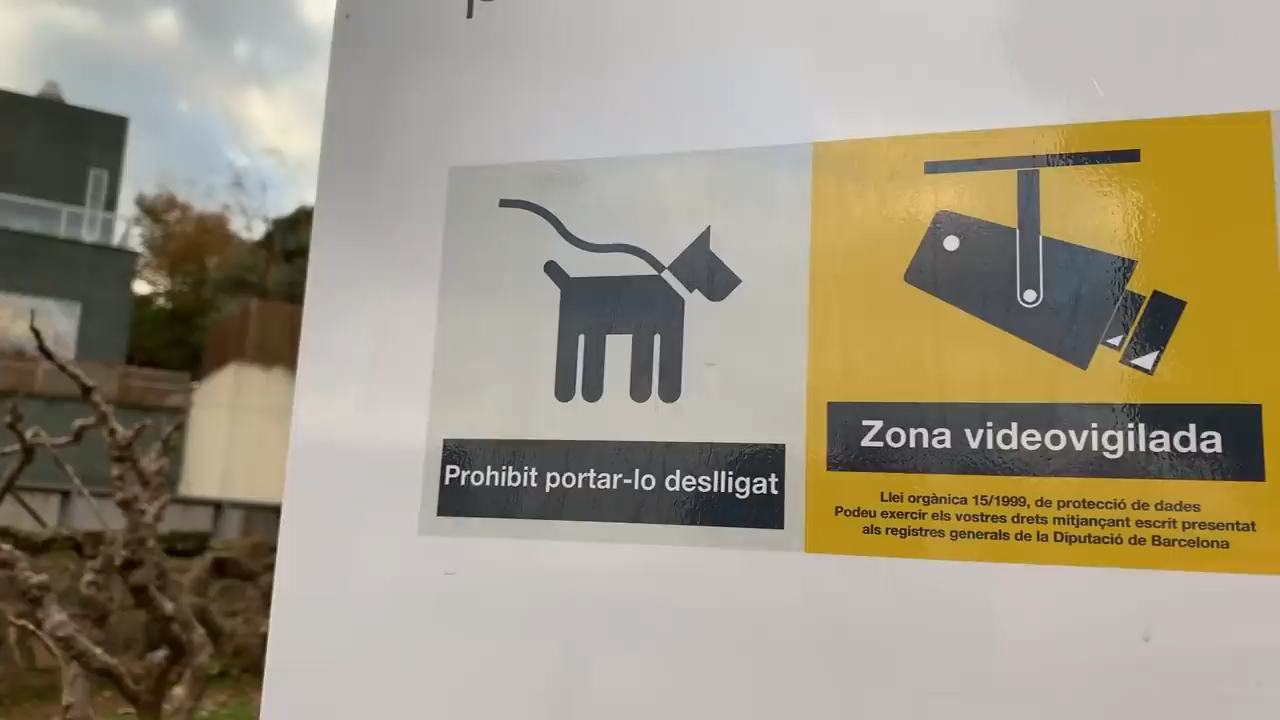 Prohibit portar-lo deslligat
Zona videovigilada
Llei orgànica 15/1999, de protecció de dades
Podeu exercir els vostres drets mitjançant escrit presentat
als registres generals de la Diputació de Barcelona